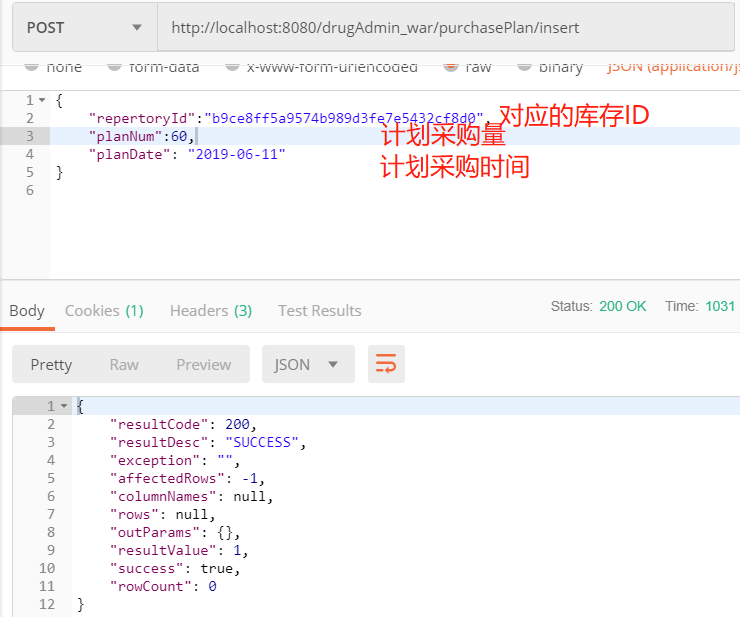 POST http://localhost:8080/drugAdmin_war/purchasePlan/insert
none form-data x-www-form-urlencoded raw binary JSON (application/js
1 {
2 "repertoryId":"b9ce8ff5a9574b989d3fe7e5432cf8d0", 对应的库存ID
3 "planNum":60, 计划采购量
4 "planDate": "2019-06-11" 计划采购时间
5 }
6
Body Cookies (1) Headers (3) Test Results Status: 200 OK Time: 1031
Pretty Raw Preview JSON
1 {
2 "resultCode": 200,
3 "resultDesc": "SUCCESS",
4 "exception": "",
5 "affectedRows": -1,
6 "columnNames": null,
7 "rows": null,
8 "outParams": {},
9 "resultValue": 1,
10 "success": true,
11 "rowCount": 0
12 }